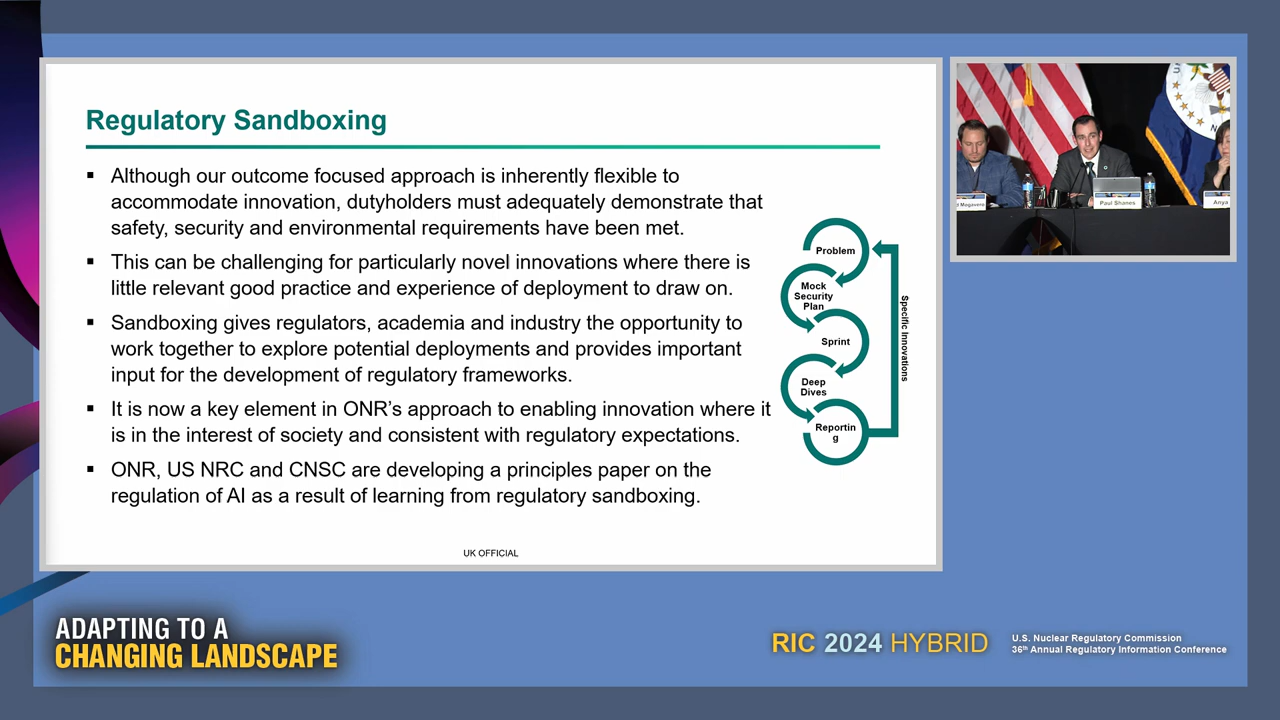 Regulatory Sandboxing
▪ Although our outcome focused approach is inherently flexible to
accommodate innovation, dutyholders must adequately demonstrate that
safety, security and environmental requirements have been met.
▪ This can be challenging for particularly novel innovations where there is
little relevant good practice and experience of deployment to draw on.
▪ Sandboxing gives regulators, academia and industry the opportunity to
work together to explore potential deployments and provides important
input for the development of regulatory frameworks.
▪ It is now a key element in ONR’s approach to enabling innovation where it
is in the interest of society and consistent with regulatory expectations.
▪ ONR, US NRC and CNSC are developing a principles paper on the
regulation of AI as a result of learning from regulatory sandboxing.
Problem
Mock
Security
Plan
Sprint
Deep
Dives
Reportin
g
Specific Innovations
UK OFFICIAL
Paul Shanes
Anya
ADAPTING TO A
CHANGING LANDSCAPE
RIC 2024 HYBRID
U.S. Nuclear Regulatory Commission
36th Annual Regulatory Information Conference